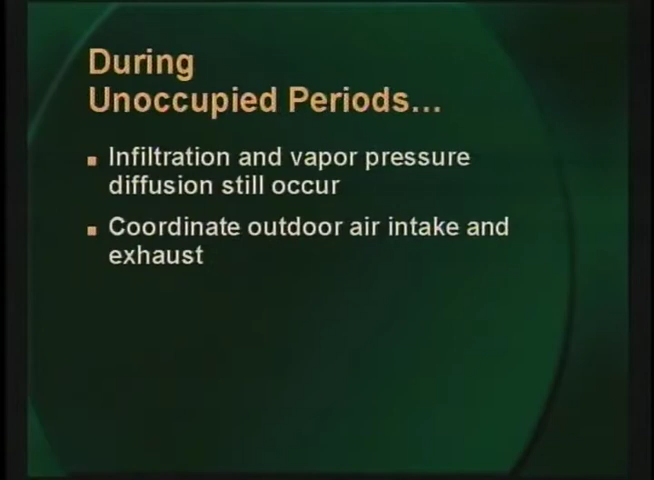 During
Unoccupied Periods...
Infiltration and vapor pressure
diffusion still occur
Coordinate outdoor air intake and
exhaust